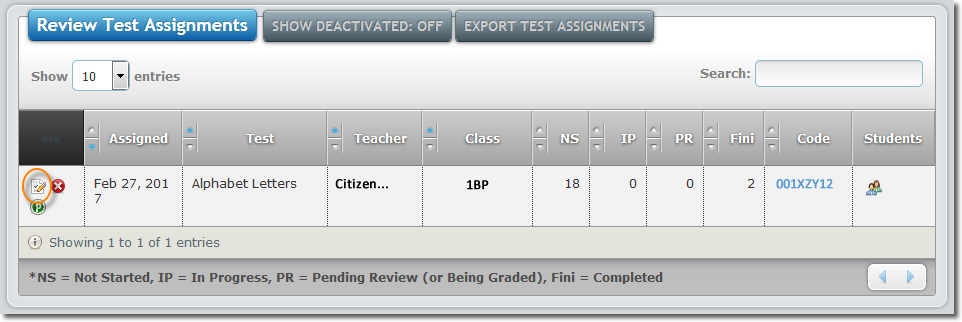 Review Test Assignments SHOW DEACTIVATED: OFF EXPORT TEST ASSIGNMENTS
Show 10 entries Search:
Assigned Test Teacher Class NS IP PR Fini Code Students
Feb 27, 201 Alphabet Letters Citizen... 1BP 18 0 0 2 001XZY12
7
P
Showing 1 to 1 of 1 entries
*NS = Not Started, IP = In Progress, PR = Pending Review (or Being Graded), Fini = Completed